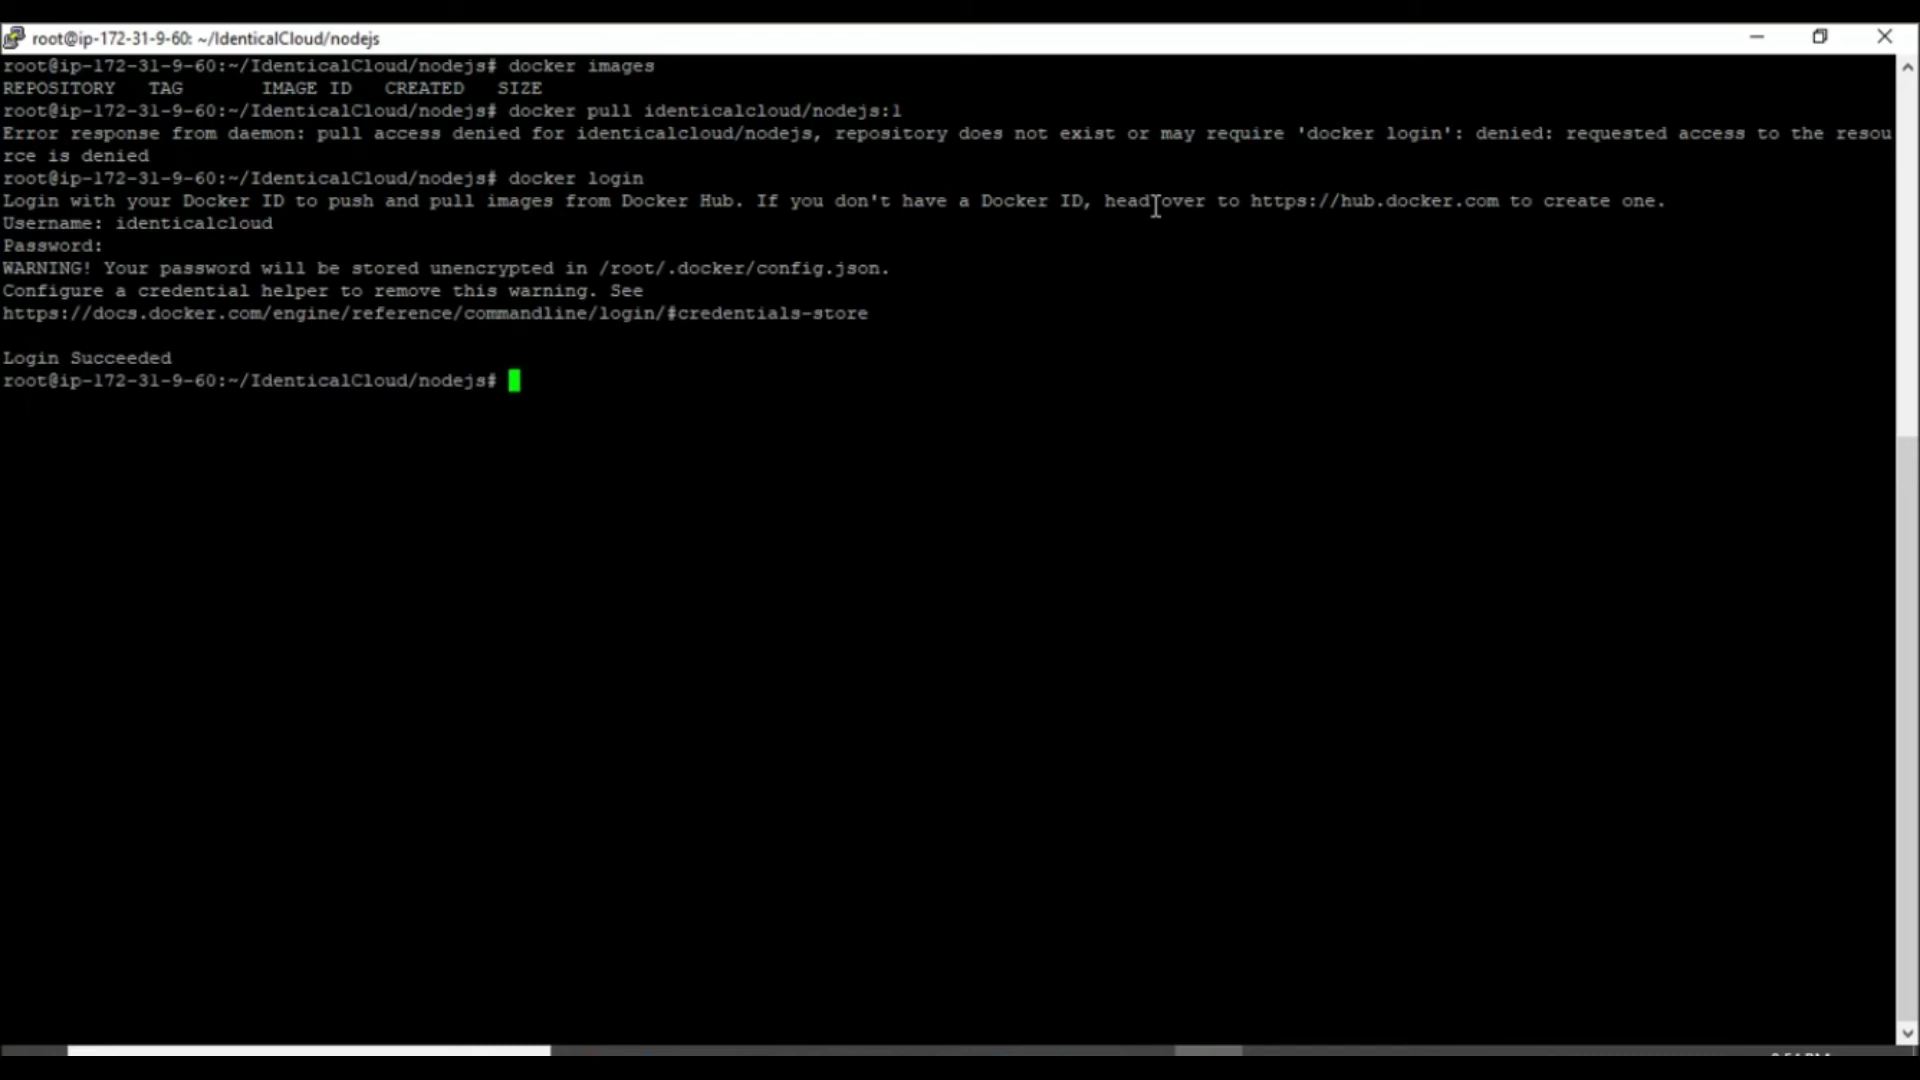 root@ip-172-31-9-60: ~/IdenticalCloud/nodejs
root@ip-172-31-9-60:~/IdenticalCloud/nodejs# docker images
REPOSITORY   TAG       IMAGE ID   CREATED   SIZE
root@ip-172-31-9-60:~/IdenticalCloud/nodejs# docker pull identicalcloud/nodejs:1
Error response from daemon: pull access denied for identicalcloud/nodejs, repository does not exist or may require 'docker login': denied: requested access to the resou
rce is denied
root@ip-172-31-9-60:~/IdenticalCloud/nodejs# docker login
Login with your Docker ID to push and pull images from Docker Hub. If you don't have a Docker ID, head over to https://hub.docker.com to create one.
Username: identicalcloud
Password:
WARNING! Your password will be stored unencrypted in /root/.docker/config.json.
Configure a credential helper to remove this warning. See
https://docs.docker.com/engine/reference/commandline/login/#credentials-store
Login Succeeded
root@ip-172-31-9-60:~/IdenticalCloud/nodejs#